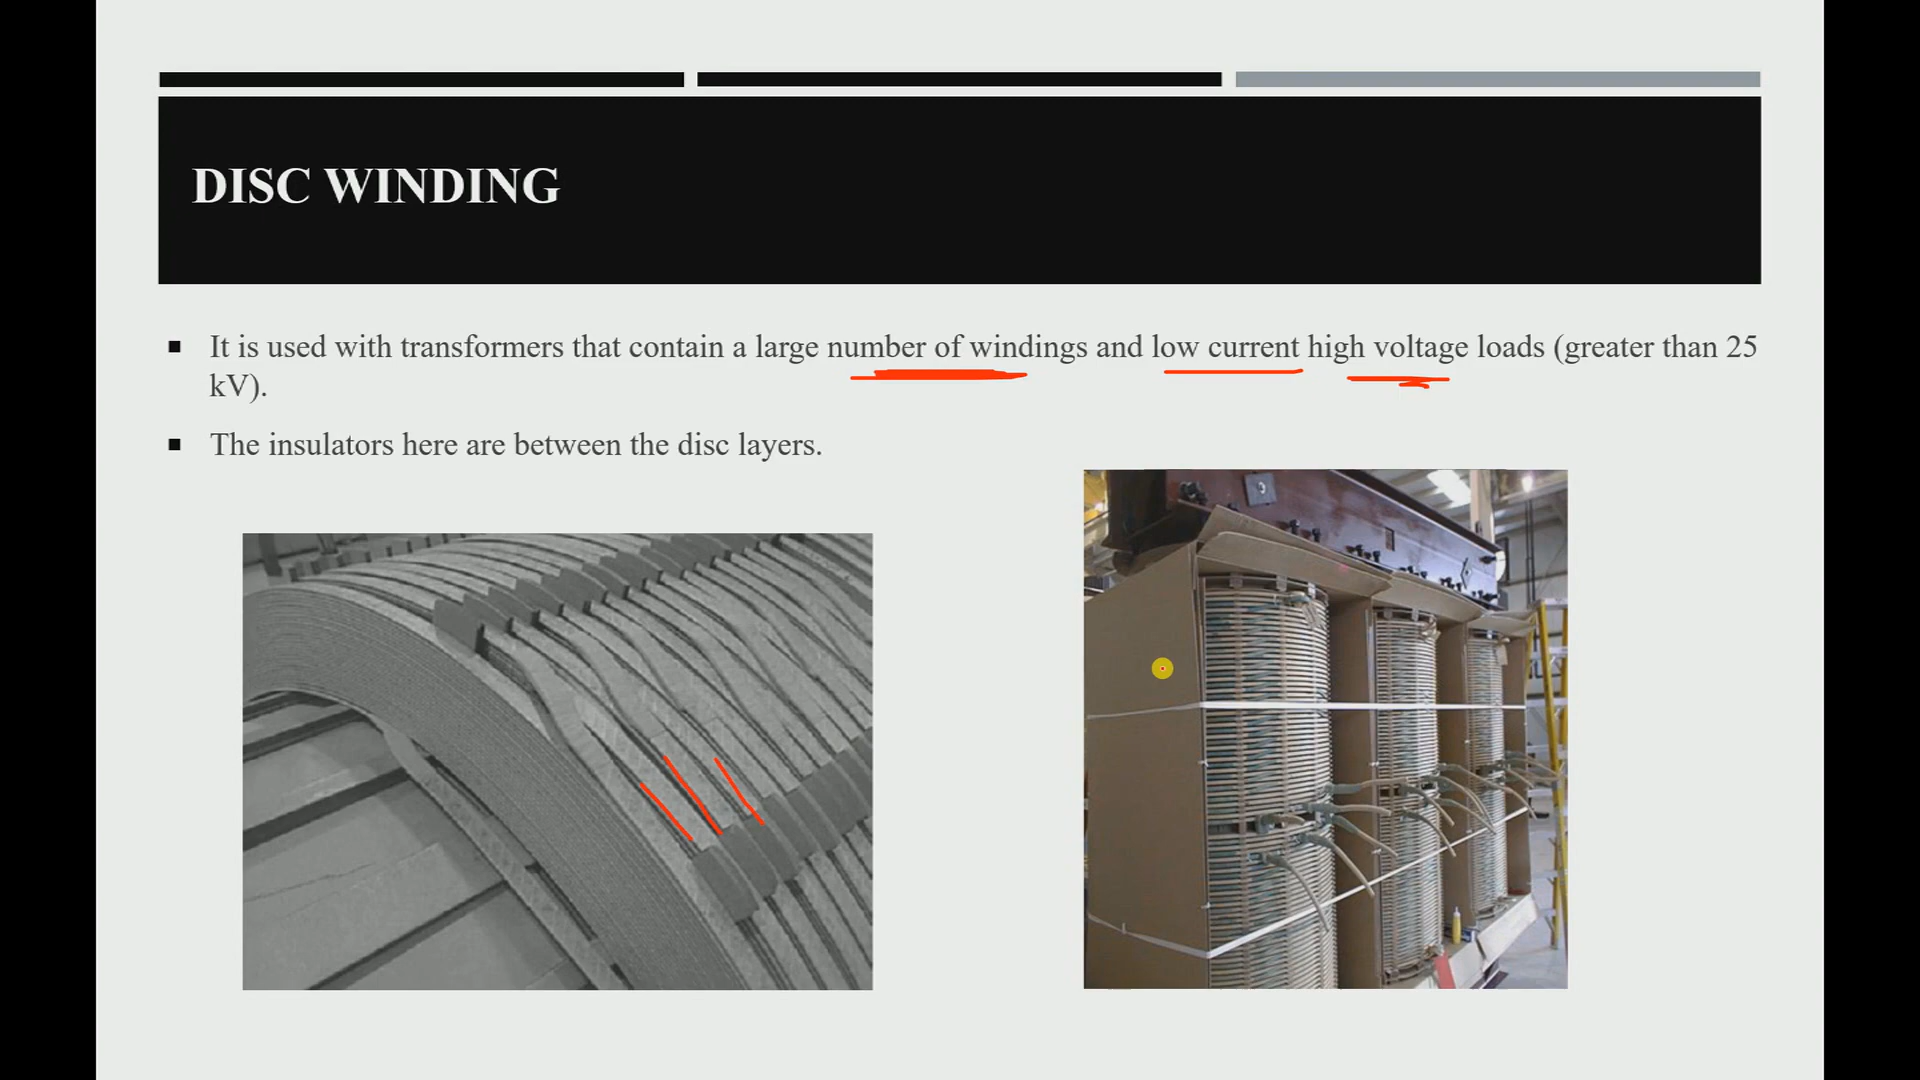 DISC WINDING
It is used with transformers that contain a large number of windings and low current high voltage loads (greater than 25
kV).
The insulators here are between the disc layers.